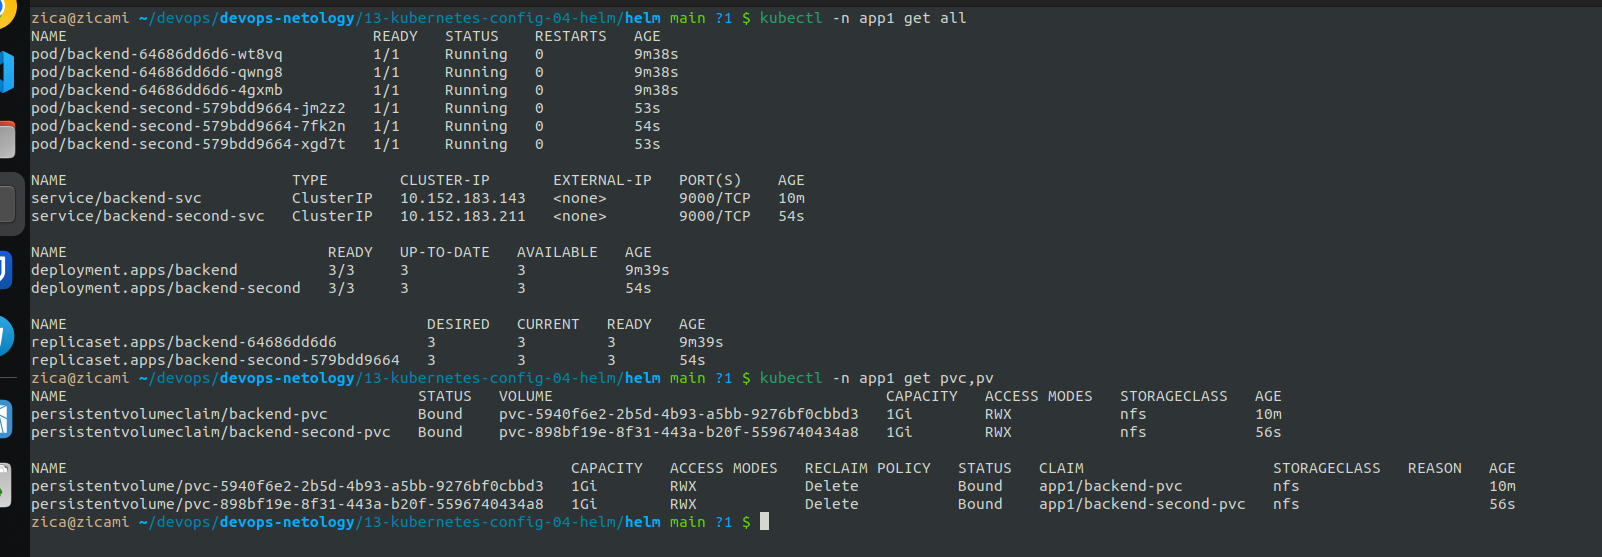 zica@zicami ~/devops/devops-netology/13-kubernetes-config-04-helm/helm main ?1 $ kubectl -n app1 get all
NAME READY STATUS RESTARTS AGE
pod/backend-64686dd6d6-wt8vq 1/1 Running 0 9m38s
pod/backend-64686dd6d6-qwng8 1/1 Running 0 9m38s
pod/backend-64686dd6d6-4gxmb 1/1 Running 0 9m38s
pod/backend-second-579bdd9664-jm2z2 1/1 Running 0 53s
pod/backend-second-579bdd9664-7fk2n 1/1 Running 0 54s
pod/backend-second-579bdd9664-xgd7t 1/1 Running 0 53s
NAME TYPE CLUSTER-IP EXTERNAL-IP PORT(S) AGE
service/backend-svc ClusterIP 10.152.183.143 <none> 9000/TCP 10m
service/backend-second-svc ClusterIP 10.152.183.211 <none> 9000/TCP 54s
NAME READY UP-TO-DATE AVAILABLE AGE
deployment.apps/backend 3/3 3 3 9m39s
deployment.apps/backend-second 3/3 3 3 54s
NAME DESIRED CURRENT READY AGE
replicaset.apps/backend-64686dd6d6 3 3 3 9m39s
replicaset.apps/backend-second-579bdd9664 3 3 3 54s
zica@zicami ~/devops/devops-netology/13-kubernetes-config-04-helm/helm main ?1 $ kubectl -n app1 get pvc,pv
NAME STATUS VOLUME CAPACITY ACCESS MODES STORAGECLASS AGE
persistentvolumeclaim/backend-pvc Bound pvc-5940f6e2-2b5d-4b93-a5bb-9276bf0cbbd3 1Gi RWX nfs 10m
persistentvolumeclaim/backend-second-pvc Bound pvc-898bf19e-8f31-443a-b20f-5596740434a8 1Gi RWX nfs 56s
NAME CAPACITY ACCESS MODES RECLAIM POLICY STATUS CLAIM STORAGECLASS REASON AGE
persistentvolume/pvc-5940f6e2-2b5d-4b93-a5bb-9276bf0cbbd3 1Gi RWX Delete Bound app1/backend-pvc nfs 10m
persistentvolume/pvc-898bf19e-8f31-443a-b20f-5596740434a8 1Gi RWX Delete Bound app1/backend-second-pvc nfs 56s
zica@zicami ~/devops/devops-netology/13-kubernetes-config-04-helm/helm main ?1 $